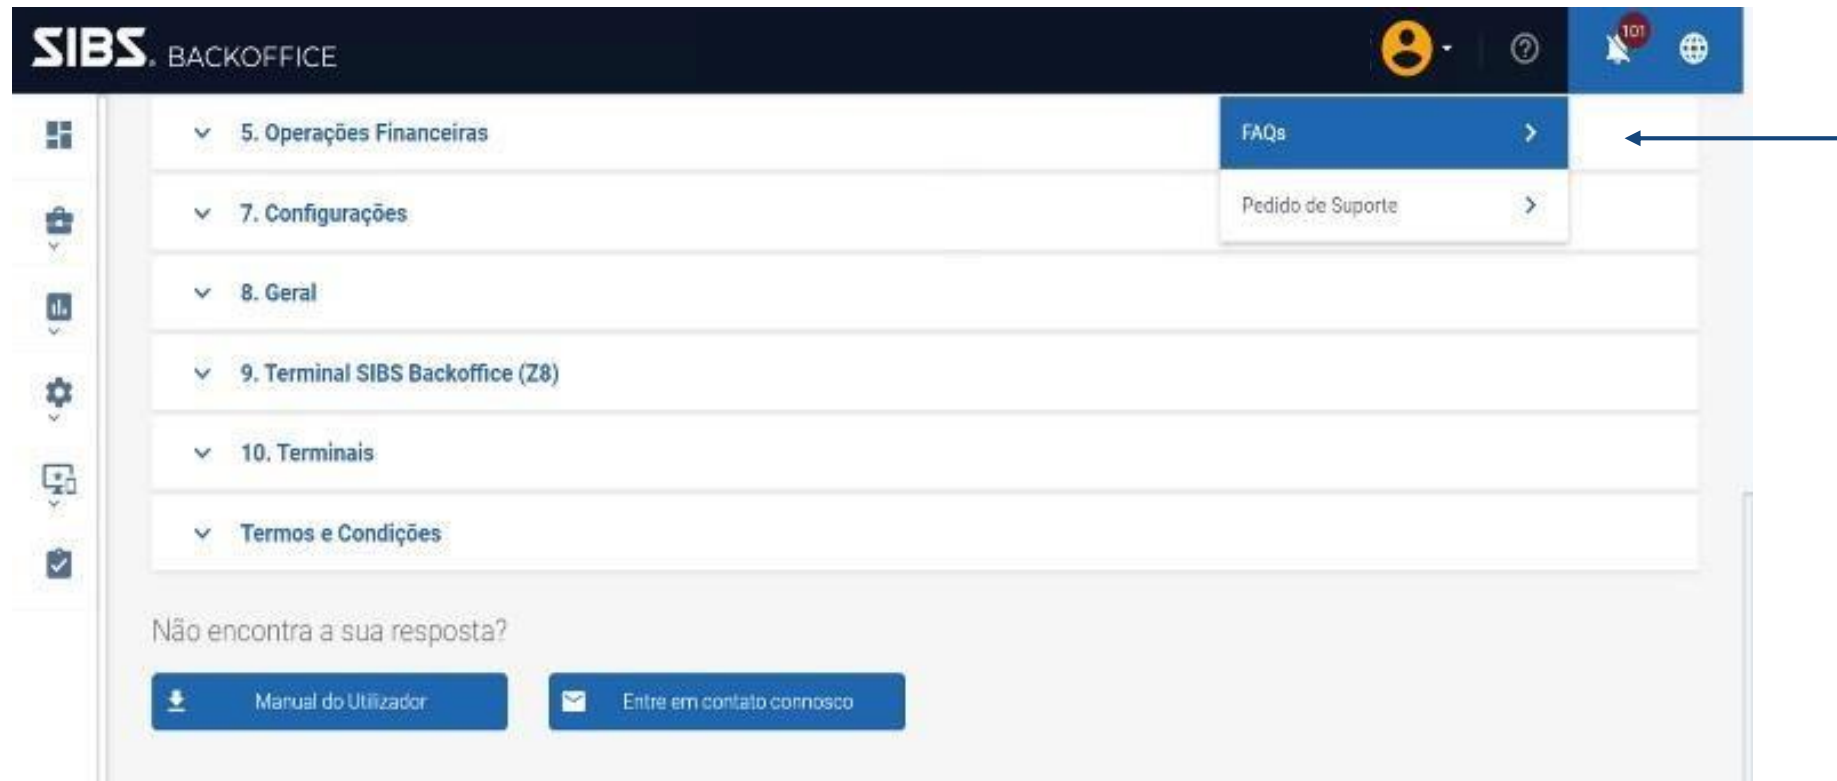 SIBS. BACKOFFICE
101
5. Operações Financeiras
FAQs
7. Configurações
Pedido de Suporte
8. Geral
9. Terminal SIBS Backoffice (Z8)
10. Terminais
Termos e Condições
Não encontra a sua resposta?
Manual do Utilizador
Entre em contato connosco